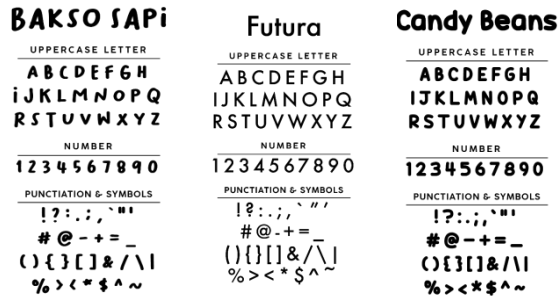 BAKSO SAPi
UPPERCASE LETTER
ABCDEFGH
iJKLMNOPQ
RSTUVWXYZ
NUMBER
1234567890
PUNCTIATION & SYMBOLS
!?:.;,`"'
#@-+=_
(){}[]&/\|
%><*$^~
Futura
UPPERCASE LETTER
ABCDEFGH
IJKLMNOPQ
RSTUVWXYZ
NUMBER
1234567890
PUNCTIATION & SYMBOLS
!?:.;,`"'
#@-+=_
(){}[]&/\|
%><*$^~
Candy Beans
UPPERCASE LETTER
ABCDEFGH
IJKLMNOPQ
RSTUVWXYZ
NUMBER
1234567890
PUNCTIATION & SYMBOLS
!?:.;,`"'
#@-+=_
(){}[]&/\|
%><*$^~